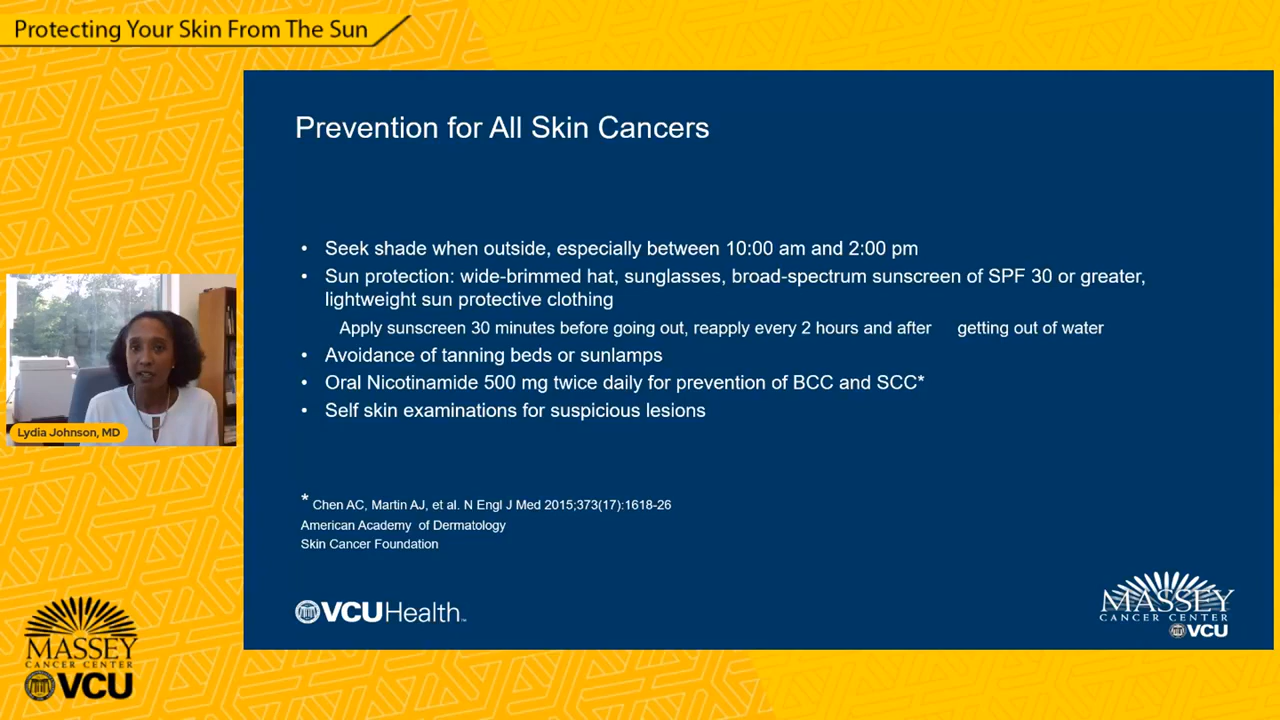 Protecting Your Skin From The Sun
Prevention for All Skin Cancers
• Seek shade when outside, especially between 10:00 am and 2:00 pm
• Sun protection: wide-brimmed hat, sunglasses, broad-spectrum sunscreen of SPF 30 or greater,
lightweight sun protective clothing
Apply sunscreen 30 minutes before going out, reapply every 2 hours and after getting out of water
• Avoidance of tanning beds or sunlamps
• Oral Nicotinamide 500 mg twice daily for prevention of BCC and SCC*
• Self skin examinations for suspicious lesions
Lydia Johnson, MD
* Chen AC, Martin AJ, et al. N Engl J Med 2015;373(17):1618-26
American Academy of Dermatology
Skin Cancer Foundation
VCUHealth™
MASSEY
CANCER CENTER
VCU
MASSEY
CANCER CENTER
VCU